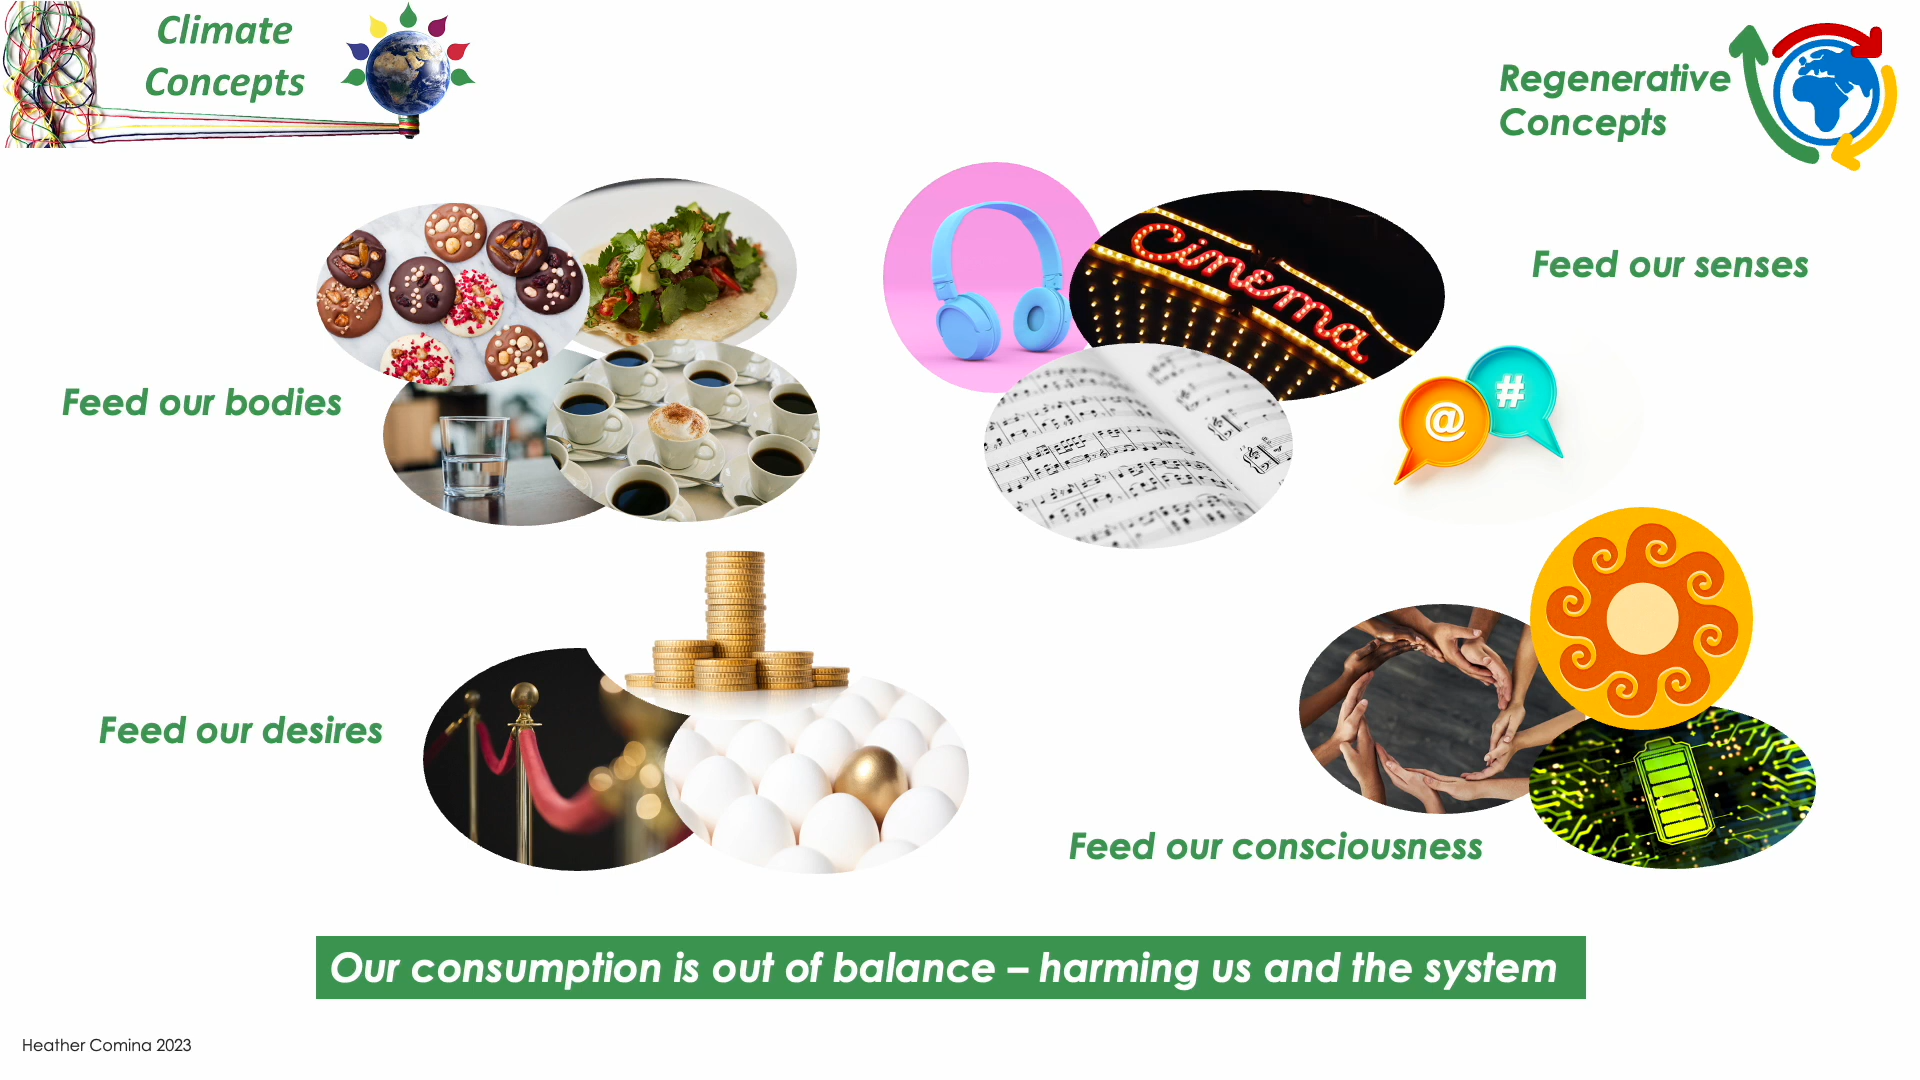 Climate
Concepts
Regenerative
Concepts
Cinema
Feed our senses
@
#
Feed our bodies
Feed our desires
Feed our consciousness
Our consumption is out of balance – harming us and the system
Heather Comina 2023